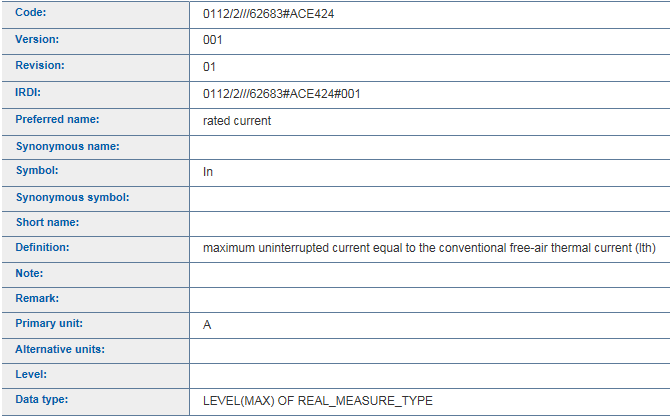 Code: 0112/2///62683#ACE424
Version: 001
Revision: 01
IRDI: 0112/2///62683#ACE424#001
Preferred name: rated current
Synonymous name:
Symbol: In
Synonymous symbol:
Short name:
Definition: maximum uninterrupted current equal to the conventional free-air thermal current (Ith)
Note:
Remark:
Primary unit: A
Alternative units:
Level:
Data type: LEVEL(MAX) OF REAL_MEASURE_TYPE